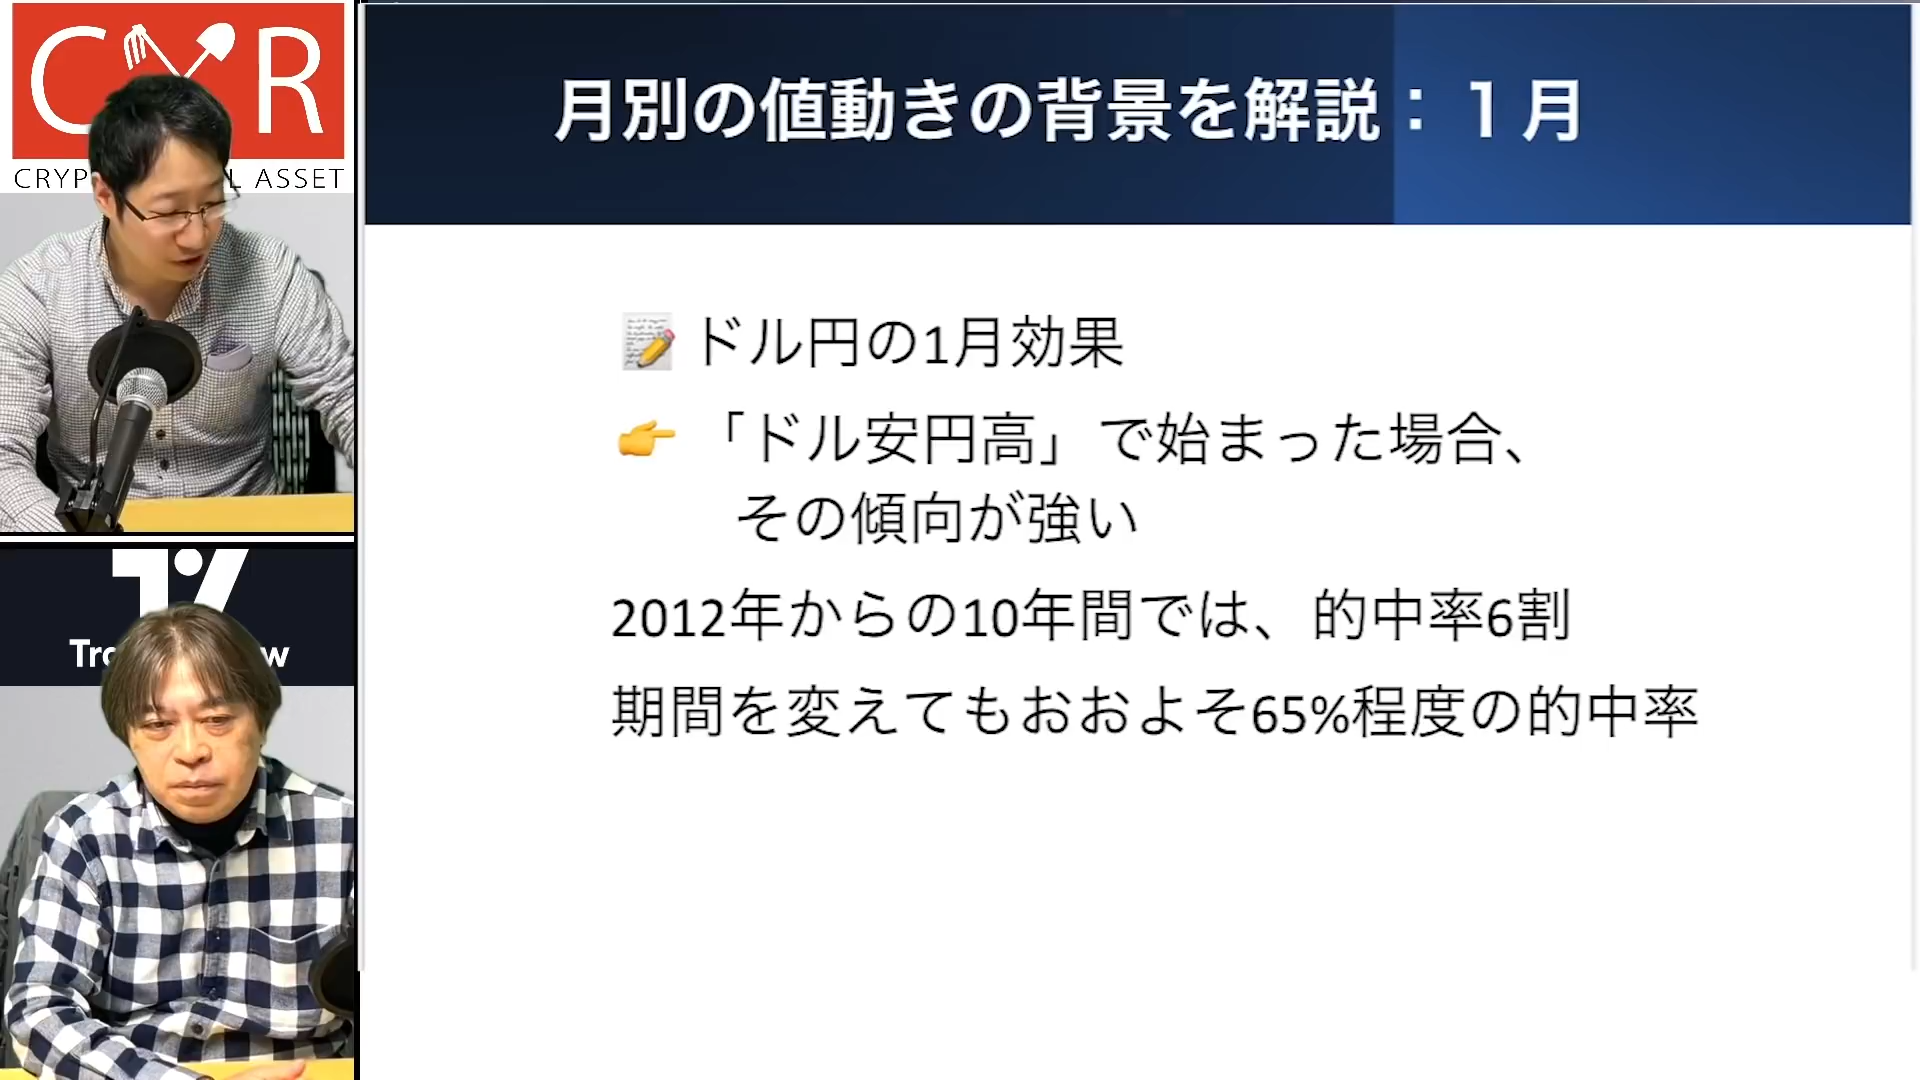 月別の値動きの背景を解説：１月
ドル円の1月効果
「ドル安円高」で始まった場合、
その傾向が強い
2012年からの10年間では、的中率6割
期間を変えてもおおよそ65%程度の的中率
C R
ASSET